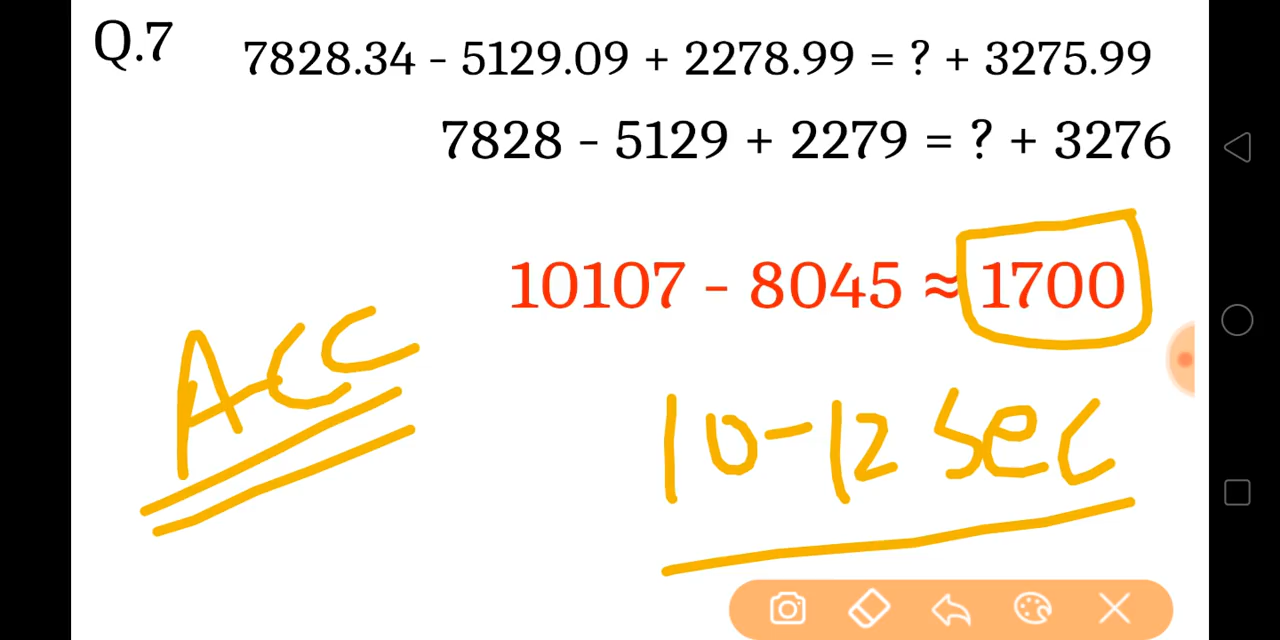 Q.7 7828.34 - 5129.09 + 2278.99 = ? + 3275.99
7828 - 5129 + 2279 = ? + 3276
10107 - 8045 ≈ 1700
ACC
10-12 sec